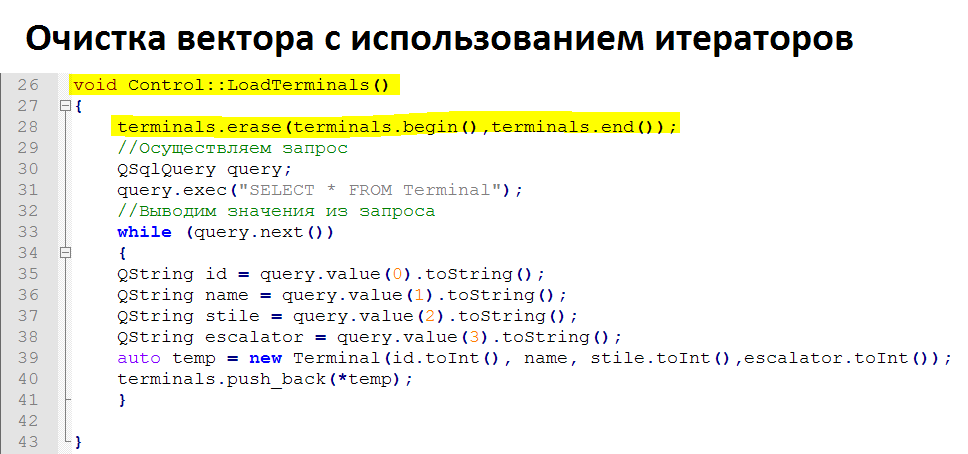 Очистка вектора с использованием итераторов
26 void Control::LoadTerminals()
27 {
28 terminals.erase(terminals.begin(),terminals.end());
29 //Осуществляем запрос
30 QSqlQuery query;
31 query.exec("SELECT * FROM Terminal");
32 //Выводим значения из запроса
33 while (query.next())
34 {
35 QString id = query.value(0).toString();
36 QString name = query.value(1).toString();
37 QString stile = query.value(2).toString();
38 QString escalator = query.value(3).toString();
39 auto temp = new Terminal(id.toInt(), name, stile.toInt(),escalator.toInt());
40 terminals.push_back(*temp);
41 }
42
43 }